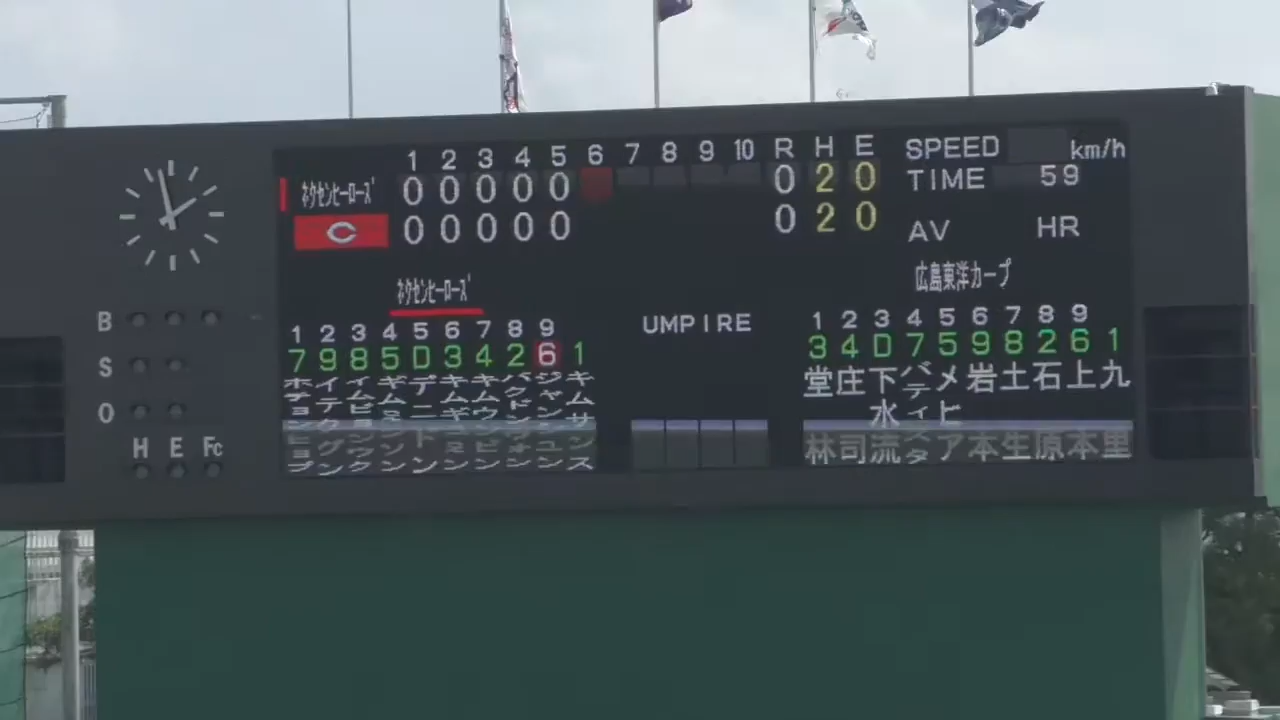 1 2 3 4 5 6 7 8 9 10 R H E SPEED km/h
ﾈｸｾﾝﾋｰﾛｰｽﾞ 0 0 0 0 0 0 2 0 TIME 59
C 0 0 0 0 0 0 2 0 AV HR
ﾈｸｾﾝﾋｰﾛｰｽﾞ
広島東洋カープ
B
S
O
H E Fc
UMPIRE
1 2 3 4 5 6 7 8 9
7 9 8 5 D 3 4 2 6 1
1 2 3 4 5 6 7 8 9
3 4 D 7 5 9 8 2 6 1
堂林
庄司
下水流
バティスタ
メヒア
岩本
土生
石原
上本
九里